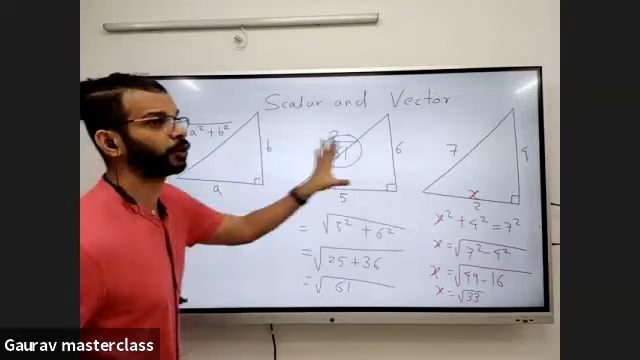 Scalar and Vector
√a² + b²
b
a
6
5
= √5² + 6²
= √25 + 36
= √61
7
4
x
2
x² + 4² = 7²
x = √7² - 4²
x = √49 - 16
x = √33
Gaurav masterclass